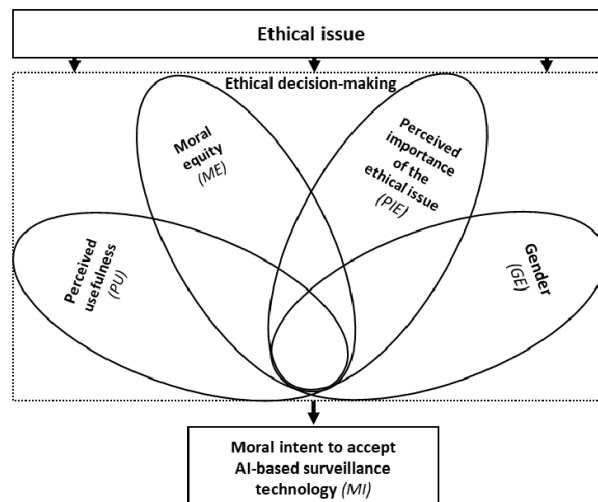 Ethical issue
Ethical decision-making
Moral
equity
(ME)
Perceived
importance
of the
ethical issue
(PIE)
Perceived
usefulness
(PU)
Gender
(GE)
Moral intent to accept
AI-based surveillance
technology (MI)